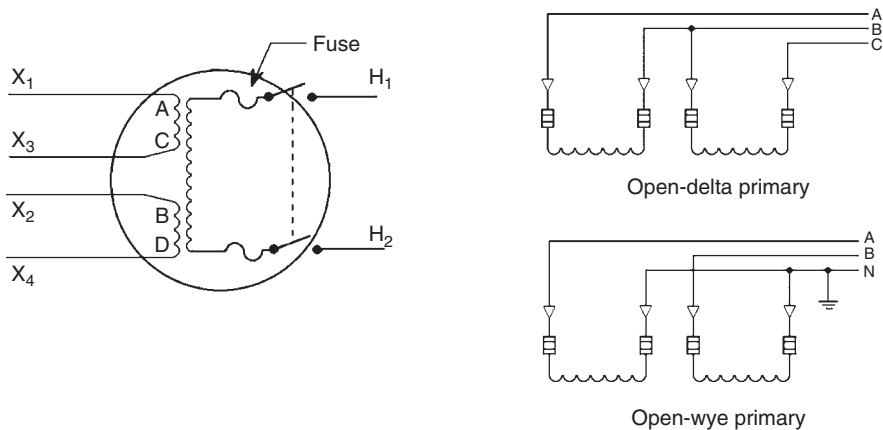 Fuse
X1
H1
A
C
X3
X2
B
D
H2
X4
A
B
C
Open-delta primary
A
B
N
Open-wye primary